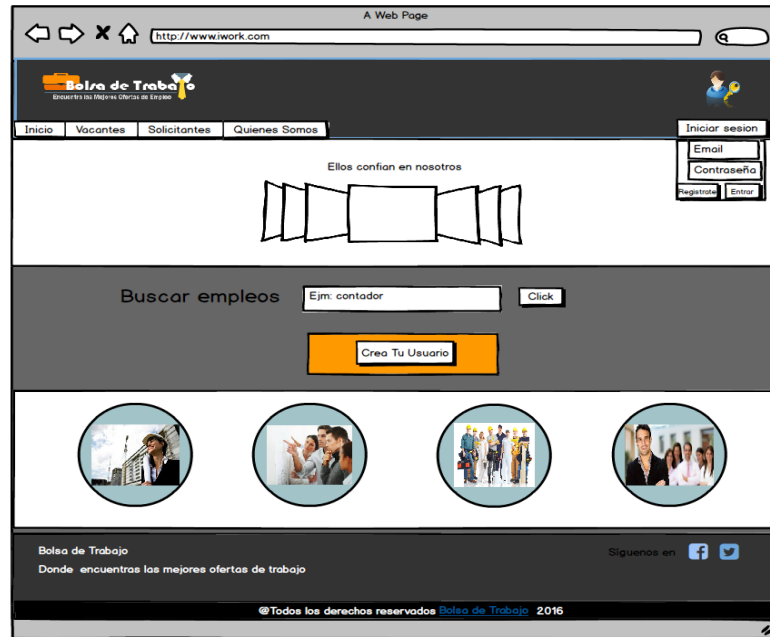 A Web Page
http://www.iwork.com
Bolsa de Trabajo
Encuentra las Mejores Ofertas de Empleo
Inicio Vacantes Solicitantes Quienes Somos
Iniciar sesion
Email
Contraseña
Registrate Entrar
Ellos confian en nosotros
Buscar empleos Ejm: contador Click
Crea Tu Usuario
Bolsa de Trabajo
Siguenos en
Donde encuentras las mejores ofertas de trabajo
@Todos los derechos reservados Bolsa de Trabajo 2016